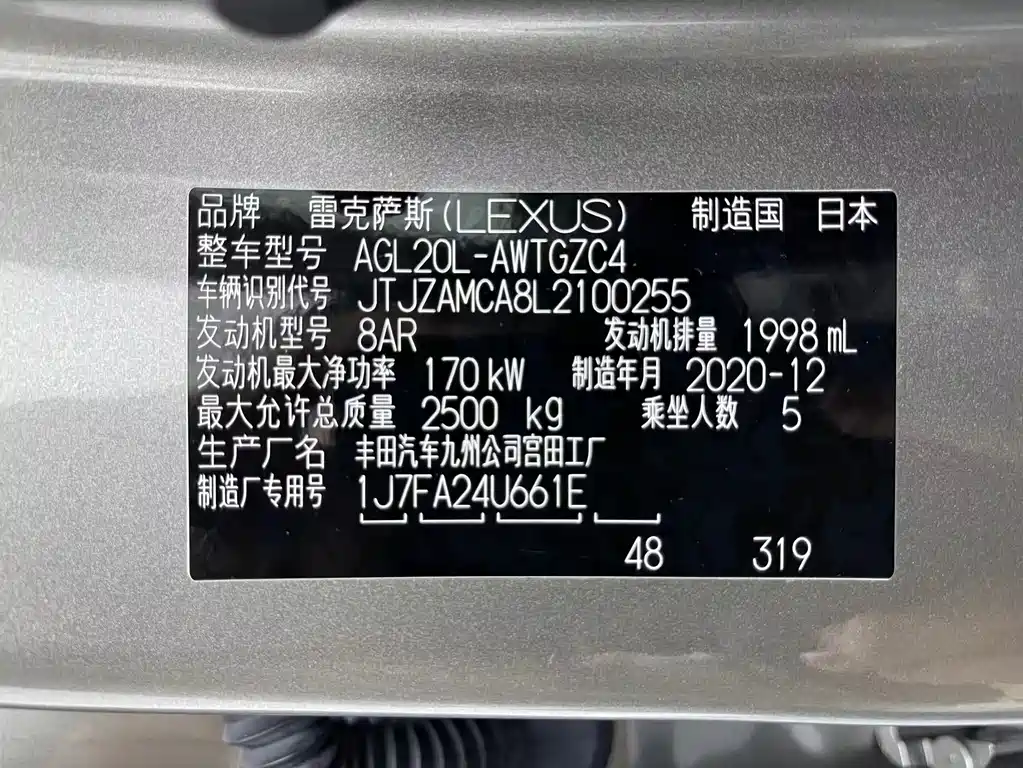 品牌 雷克萨斯(LEXUS) 制造国 日本
整车型号 AGL20L-AWTGZC4
车辆识别代号 JTJZAMCA8L2100255
发动机型号 8AR 发动机排量 1998 mL
发动机最大净功率 170 kW 制造年月 2020-12
最大允许总质量 2500 kg 乘坐人数 5
生产厂名 丰田汽车九州公司宫田工厂
制造厂专用号 1J7FA24U661E
48 319